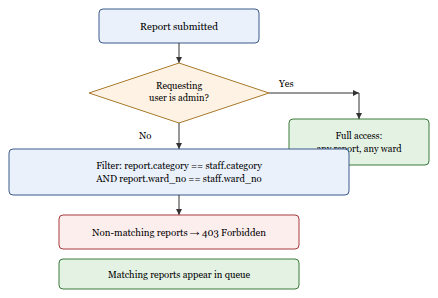 Report submitted
Requesting
user is admin?
Yes
No
Full access:
any report, any ward
Filter: report.category == staff.category
AND report.ward_no == staff.ward_no
Non-matching reports → 403 Forbidden
Matching reports appear in queue